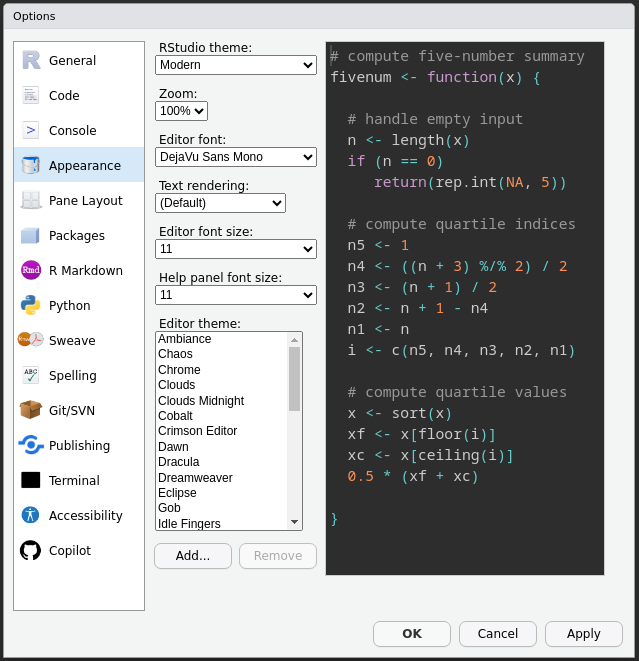 Options
General
Code
Console
Appearance
Pane Layout
Packages
Rmd R Markdown
Python
Sweave
ABC Spelling
Git/SVN
Publishing
Terminal
Accessibility
Copilot
RStudio theme:
Modern
Zoom:
100%
Editor font:
DejaVu Sans Mono
Text rendering:
(Default)
Editor font size:
11
Help panel font size:
11
Editor theme:
Ambiance
Chaos
Chrome
Clouds
Clouds Midnight
Cobalt
Crimson Editor
Dawn
Dracula
Dreamweaver
Eclipse
Gob
Idle Fingers
Add...
Remove
# compute five-number summary
fivenum <- function(x) {
# handle empty input
n <- length(x)
if (n == 0)
return(rep.int(NA, 5))
# compute quartile indices
n5 <- 1
n4 <- ((n + 3) %/% 2) / 2
n3 <- (n + 1) / 2
n2 <- n + 1 - n4
n1 <- n
i <- c(n5, n4, n3, n2, n1)
# compute quartile values
x <- sort(x)
xf <- x[floor(i)]
xc <- x[ceiling(i)]
0.5 * (xf + xc)
}
OK
Cancel
Apply